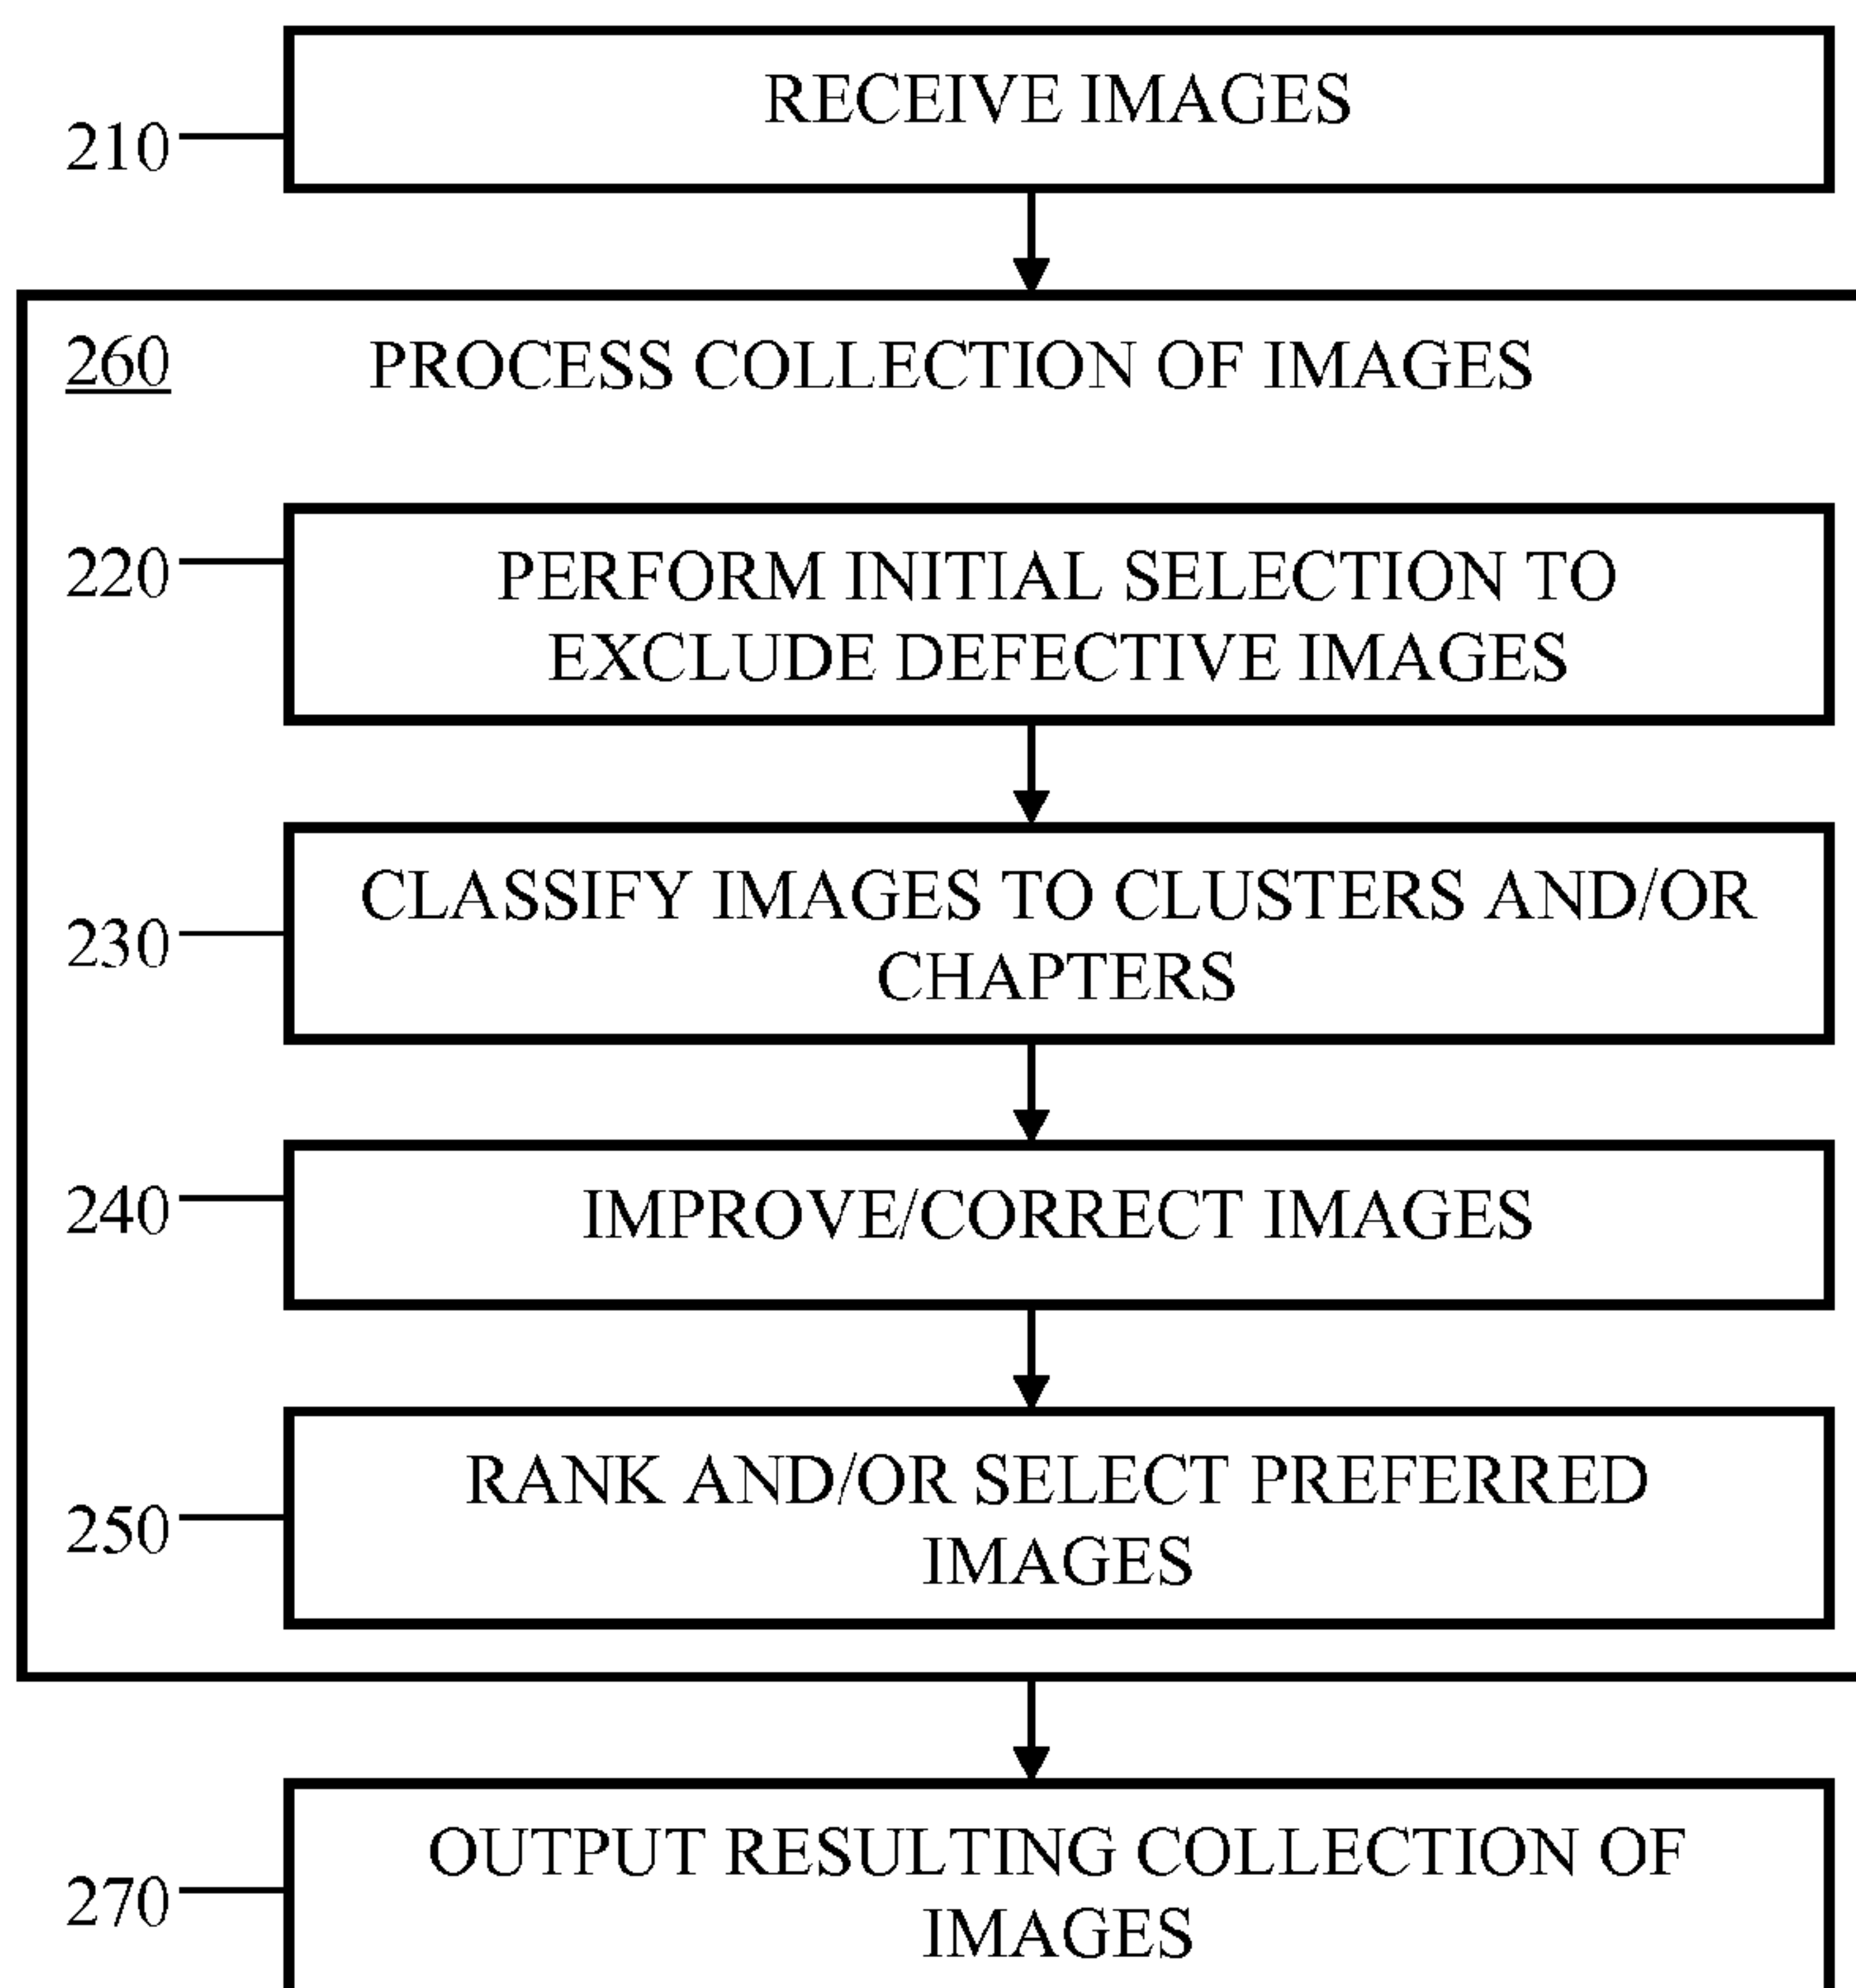 RECEIVE IMAGES
210
260 PROCESS COLLECTION OF IMAGES
220
PERFORM INITIAL SELECTION TO
EXCLUDE DEFECTIVE IMAGES
230
CLASSIFY IMAGES TO CLUSTERS AND/OR
CHAPTERS
240
IMPROVE/CORRECT IMAGES
250
RANK AND/OR SELECT PREFERRED
IMAGES
270
OUTPUT RESULTING COLLECTION OF
IMAGES